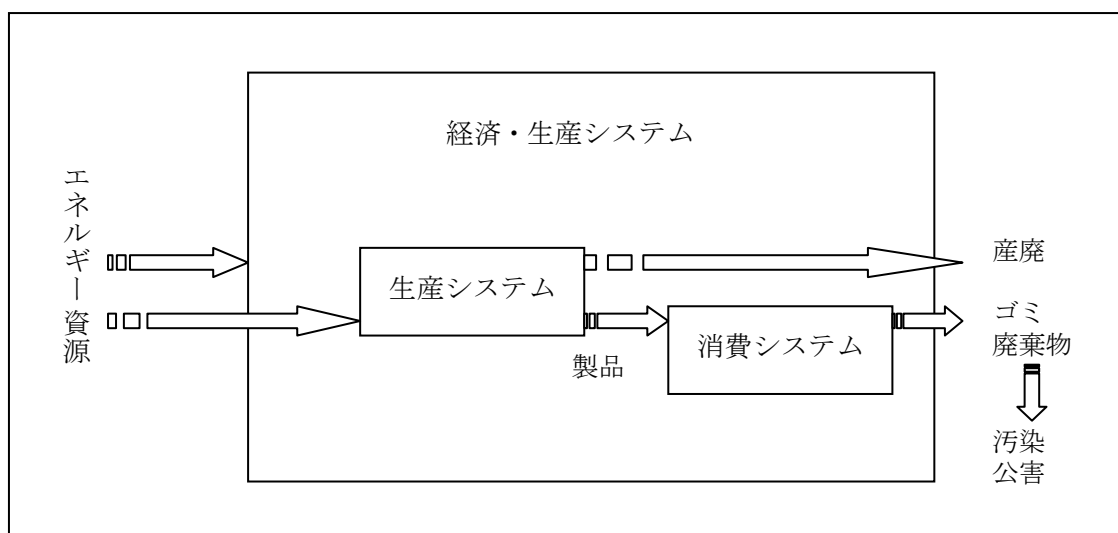 経済・生産システム
エネルギー資源
生産システム
産廃
製品
消費システム
ゴミ
廃棄物
汚染
公害